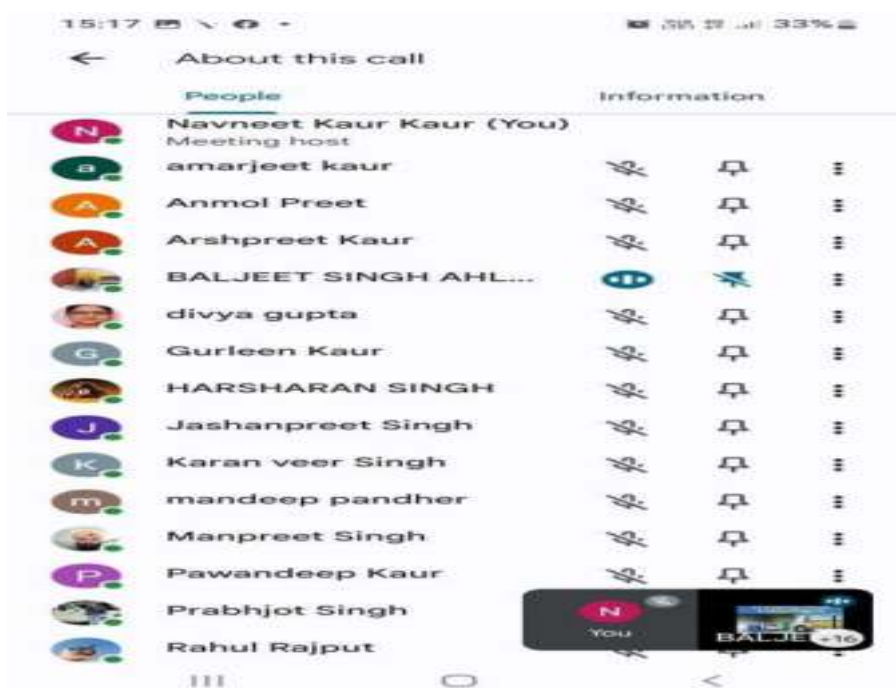 15:17
33%
About this call
People
Information
N
Navneet Kaur Kaur (You)
Meeting host
a
amarjeet kaur
A
Anmol Preet
A
Arshpreet Kaur
BALJEET SINGH AHL...
divya gupta
G
Gurleen Kaur
HARSHARAN SINGH
J
Jashanpreet Singh
K
Karan veer Singh
m
mandeep pandher
Manpreet Singh
P
Pawandeep Kaur
Prabhjot Singh
N
You
BALJE
+16
Rahul Rajput